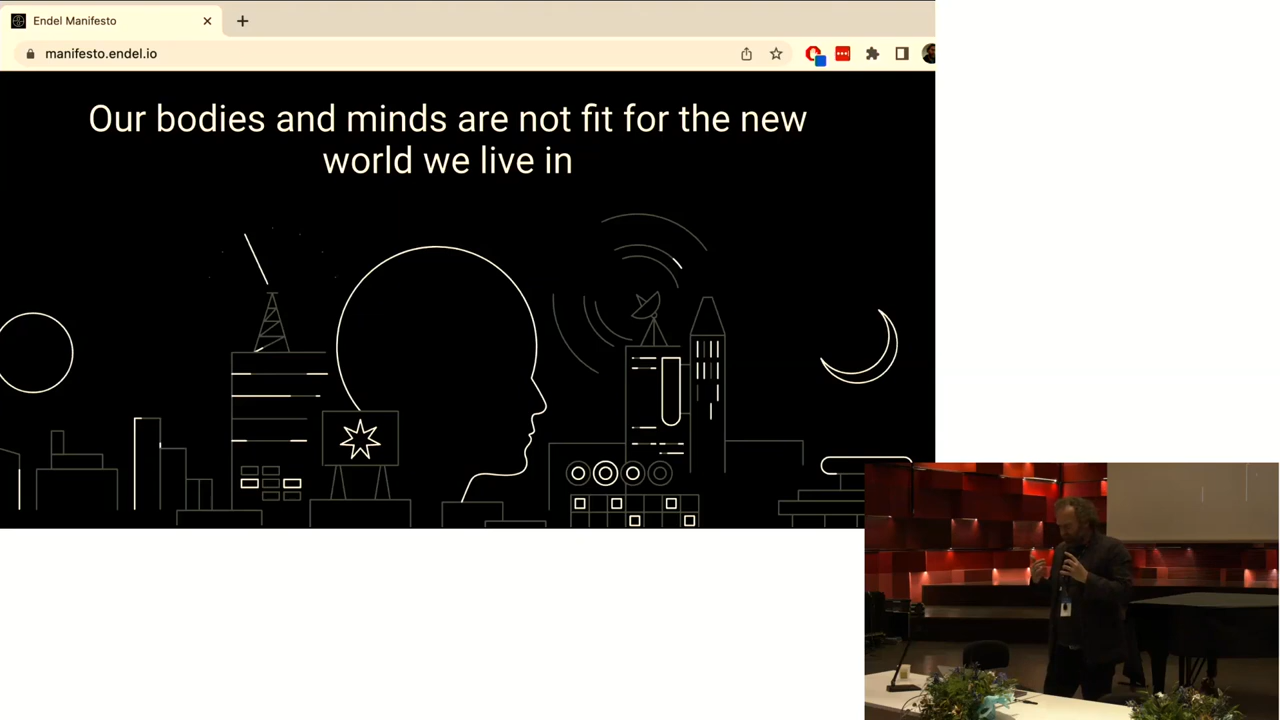 Endel Manifesto
manifesto.endel.io
Our bodies and minds are not fit for the new
world we live in